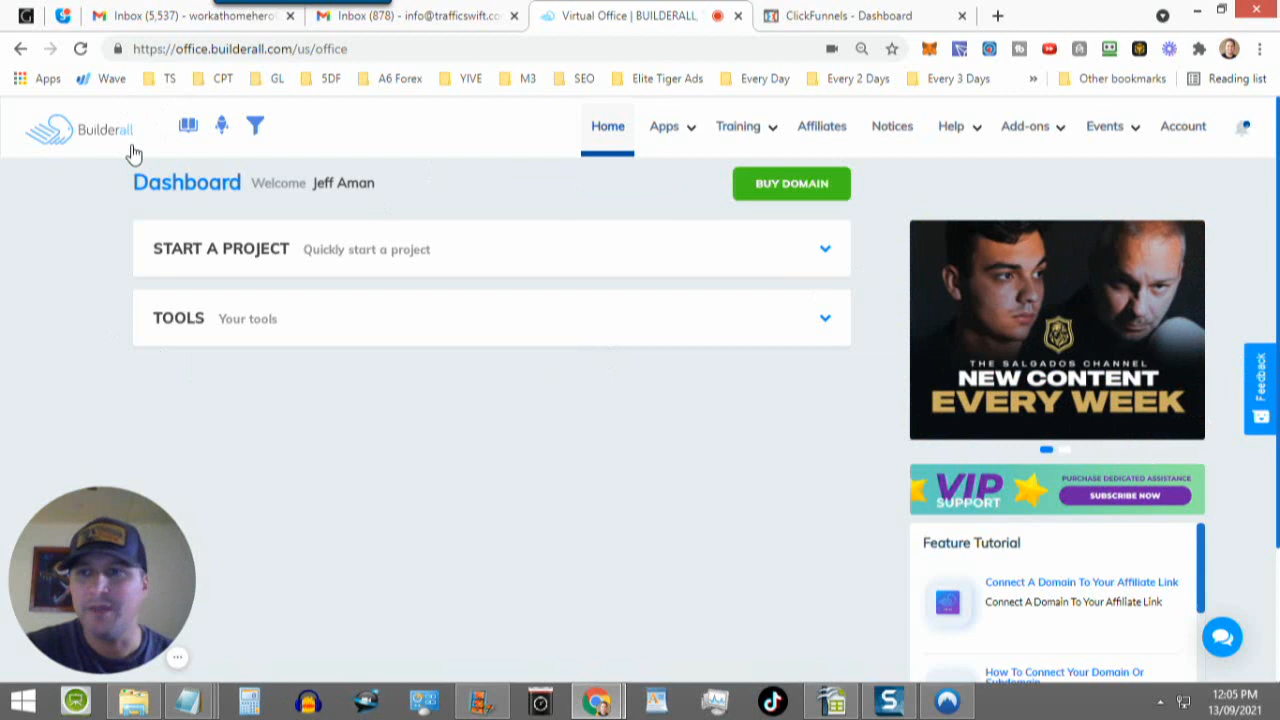 Inbox (5,537) - workathomehero
Inbox (878) - info@trafficswift.com
Virtual Office | BUILDERALL
ClickFunnels - Dashboard
https://office.builderall.com/us/office
Apps
Wave
TS
CPT
GL
5DF
A6 Forex
YIVE
M3
SEO
Elite Tiger Ads
Every Day
Every 2 Days
Every 3 Days
»
Other bookmarks
Reading list
Builderall
Home
Apps
Training
Affiliates
Notices
Help
Add-ons
Events
Account
Dashboard Welcome Jeff Aman
BUY DOMAIN
START A PROJECT Quickly start a project
TOOLS Your tools
THE SALGADOS CHANNEL
NEW CONTENT
EVERY WEEK
Feedback
VIP
SUPPORT
PURCHASE DEDICATED ASSISTANCE
SUBSCRIBE NOW
Feature Tutorial
Connect A Domain To Your Affiliate Link
Connect A Domain To Your Affiliate Link
How To Connect Your Domain Or
Subdomain
12:05 PM
13/09/2021